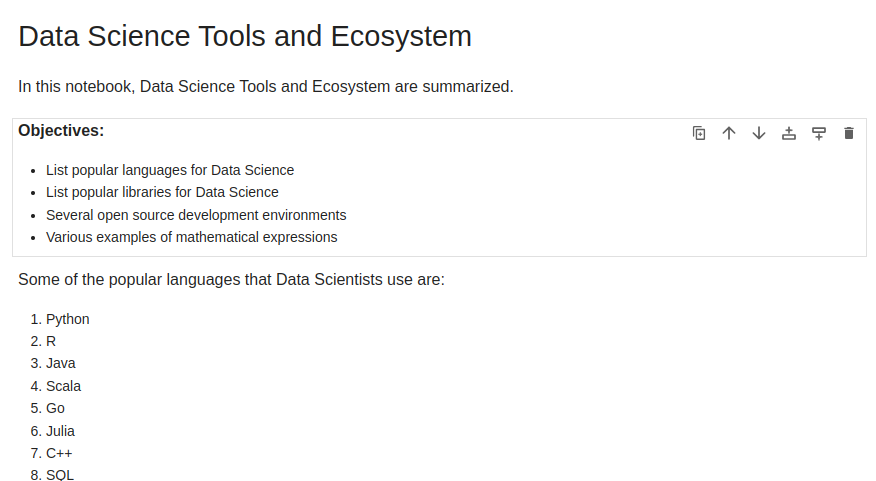 Data Science Tools and Ecosystem
In this notebook, Data Science Tools and Ecosystem are summarized.
Objectives:
• List popular languages for Data Science
• List popular libraries for Data Science
• Several open source development environments
• Various examples of mathematical expressions
Some of the popular languages that Data Scientists use are:
1. Python
2. R
3. Java
4. Scala
5. Go
6. Julia
7. C++
8. SQL